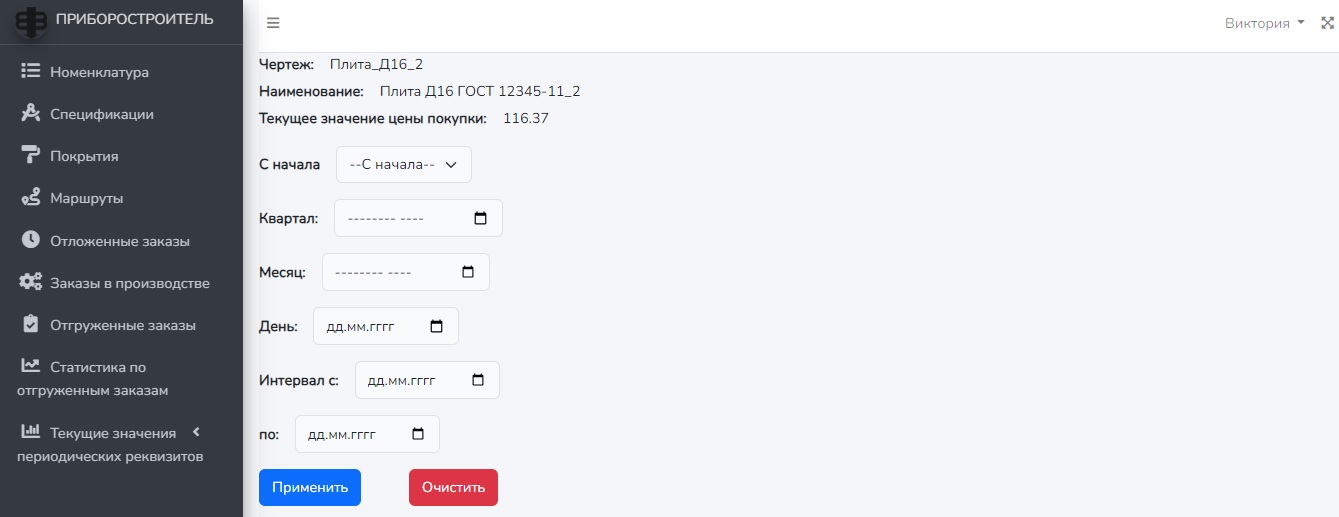 ПРИБОРОСТРОИТЕЛЬ
Номенклатура
Спецификации
Покрытия
Маршруты
Отложенные заказы
Заказы в производстве
Отгруженные заказы
Статистика по
отгруженным заказам
Текущие значения
периодических реквизитов
Виктория
Чертеж: Плита_Д16_2
Наименование: Плита Д16 ГОСТ 12345-11_2
Текущее значение цены покупки: 116.37
С начала --С начала--
Квартал: -------- ----
Месяц: -------- ----
День: дд.мм.гггг
Интервал с: дд.мм.гггг
по: дд.мм.гггг
Применить Очистить